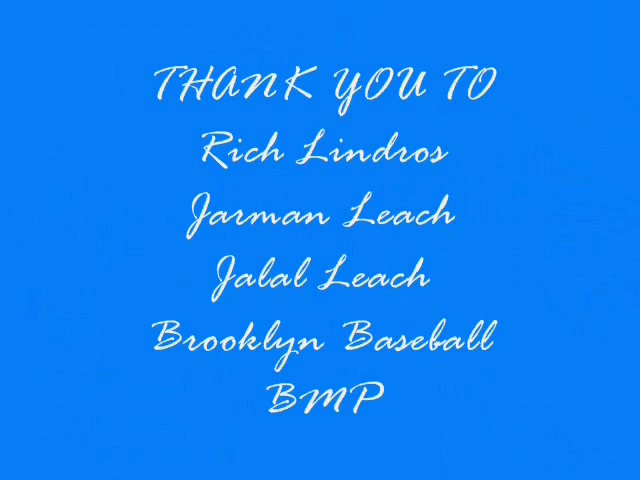 THANK YOU TO
Rich Lindros
Jarman Leach
Jalal Leach
Brooklyn Baseball
BMP